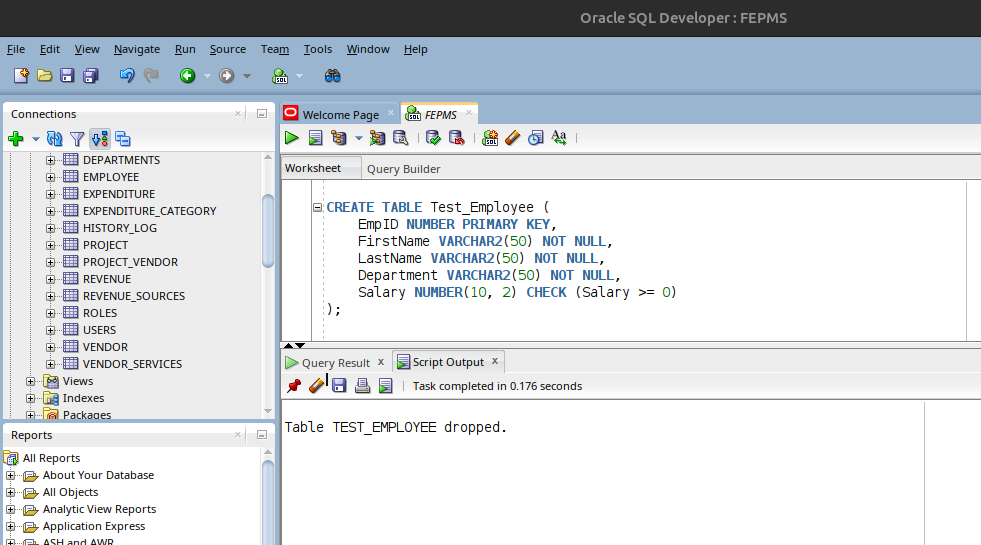 Oracle SQL Developer : FEPMS
File Edit View Navigate Run Source Team Tools Window Help
SQL
Connections
DEPARTMENTS
EMPLOYEE
EXPENDITURE
EXPENDITURE_CATEGORY
HISTORY_LOG
PROJECT
PROJECT_VENDOR
REVENUE
REVENUE_SOURCES
ROLES
USERS
VENDOR
VENDOR_SERVICES
Views
Indexes
Packages
Reports
All Reports
About Your Database
All Objects
Analytic View Reports
Application Express
ASH and AWR
Welcome Page FEPMS
SQL Aa
Worksheet Query Builder
CREATE TABLE Test_Employee (
EmpID NUMBER PRIMARY KEY,
FirstName VARCHAR2(50) NOT NULL,
LastName VARCHAR2(50) NOT NULL,
Department VARCHAR2(50) NOT NULL,
Salary NUMBER(10, 2) CHECK (Salary >= 0)
);
Query Result x Script Output x
Task completed in 0.176 seconds
Table TEST_EMPLOYEE dropped.